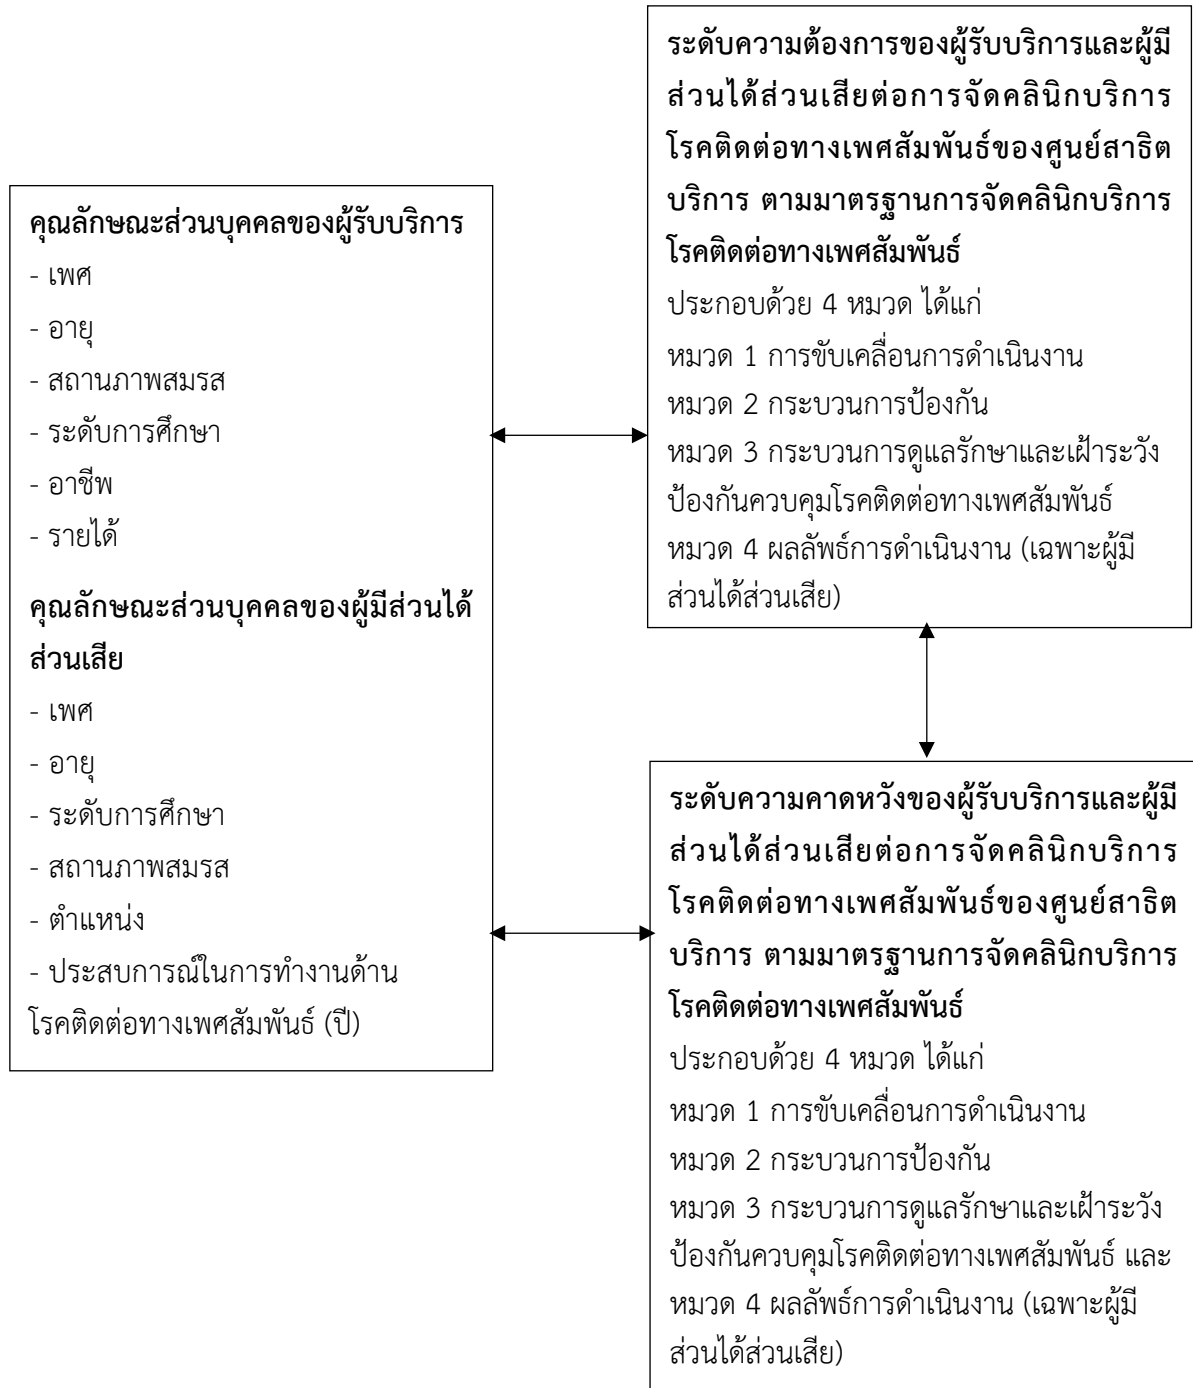 คุณลักษณะส่วนบุคคลของผู้รับบริการ
- เพศ
- อายุ
- สถานภาพสมรส
- ระดับการศึกษา
- อาชีพ
- รายได้
คุณลักษณะส่วนบุคคลของผู้มีส่วนได้
ส่วนเสีย
- เพศ
- อายุ
- ระดับการศึกษา
- สถานภาพสมรส
- ตำแหน่ง
- ประสบการณ์ในการทำงานด้าน
โรคติดต่อทางเพศสัมพันธ์ (ปี)
ระดับความต้องการของผู้รับบริการและผู้มี
ส่วนได้ส่วนเสียต่อการจัดคลินิกบริการ
โรคติดต่อทางเพศสัมพันธ์ของศูนย์สาธิต
บริการ ตามมาตรฐานการจัดคลินิกบริการ
โรคติดต่อทางเพศสัมพันธ์
ประกอบด้วย 4 หมวด ได้แก่
หมวด 1 การขับเคลื่อนการดำเนินงาน
หมวด 2 กระบวนการป้องกัน
หมวด 3 กระบวนการดูแลรักษาและเฝ้าระวัง
ป้องกันควบคุมโรคติดต่อทางเพศสัมพันธ์
หมวด 4 ผลลัพธ์การดำเนินงาน (เฉพาะผู้มี
ส่วนได้ส่วนเสีย)
ระดับความคาดหวังของผู้รับบริการและผู้มี
ส่วนได้ส่วนเสียต่อการจัดคลินิกบริการ
โรคติดต่อทางเพศสัมพันธ์ของศูนย์สาธิต
บริการ ตามมาตรฐานการจัดคลินิกบริการ
โรคติดต่อทางเพศสัมพันธ์
ประกอบด้วย 4 หมวด ได้แก่
หมวด 1 การขับเคลื่อนการดำเนินงาน
หมวด 2 กระบวนการป้องกัน
หมวด 3 กระบวนการดูแลรักษาและเฝ้าระวัง
ป้องกันควบคุมโรคติดต่อทางเพศสัมพันธ์ และ
หมวด 4 ผลลัพธ์การดำเนินงาน (เฉพาะผู้มี
ส่วนได้ส่วนเสีย)